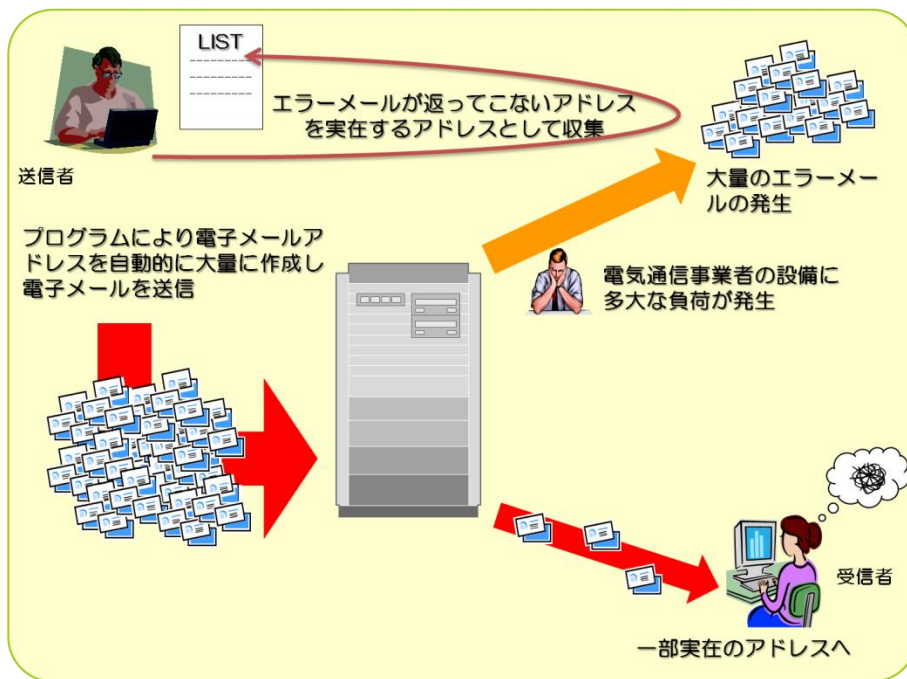 LIST
エラーメールが返ってこないアドレス
を実在するアドレスとして収集
送信者
大量のエラーメー
ルの発生
プログラムにより電子メールア
ドレスを自動的に大量に作成し
電子メールを送信
電気通信事業者の設備に
多大な負荷が発生
受信者
一部実在のアドレスへ